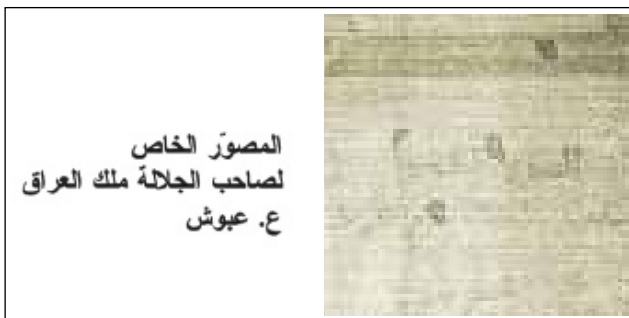 المصوّر الخاص
لصاحب الجلالة ملك العراق
ع. عبوش